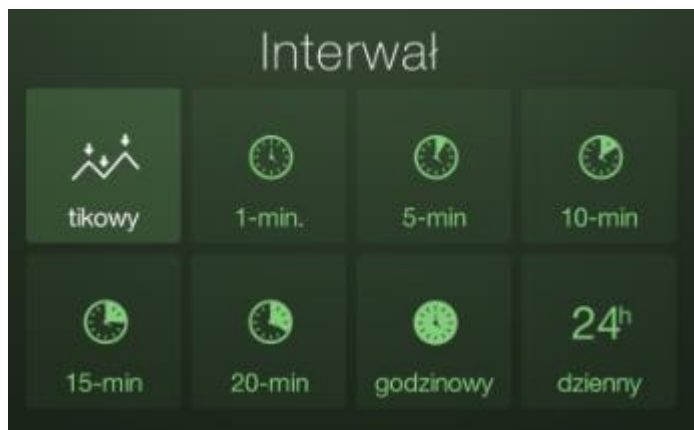 Interwał
tikowy 1-min. 5-min 10-min
24h
15-min 20-min godzinowy dzienny